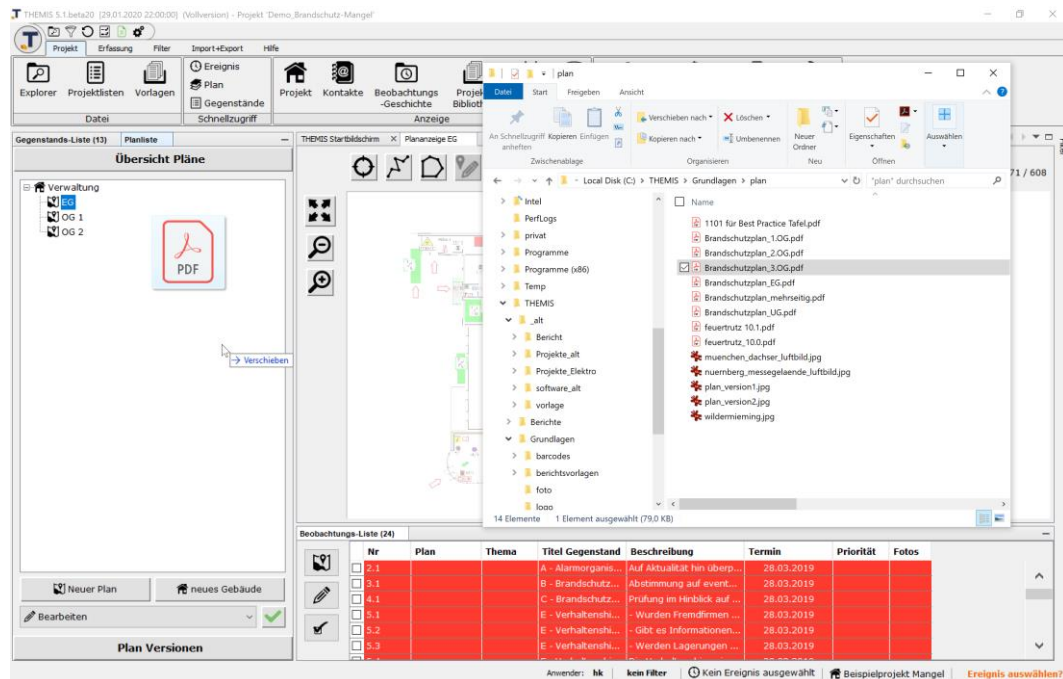 THEMIS 5.1.beta20 [29.01.2020 22:00:00] (Vollversion) - Projekt 'Demo_Brandschutz-Mangel'
Projekt Erfassung Filter Import+Export Hilfe
Explorer Projektlisten Vorlagen
Datei
Ereignis
Plan
Gegenstände
Schnellzugriff
Projekt Kontakte Beobachtungs
-Geschichte
Anzeige
Gegenstands-Liste (13) Planliste
Übersicht Pläne
Verwaltung
EG
OG 1
OG 2
PDF
Verschieben
Neuer Plan neues Gebäude
Bearbeiten
Plan Versionen
THEMIS Startbildschirm X Plananzeige EG
71 / 608
plan
Datei Start Freigeben Ansicht
An Schnellzugriff
anheften
Kopieren Einfügen
Zwischenablage
Verschieben nach
Kopieren nach
Löschen
Umbenennen
Organisieren
Neuer
Ordner
Neu
Eigenschaften
Öffnen
Auswählen
Local Disk (C:) > THEMIS > Grundlagen > plan
"plan" durchsuchen
Intel
PerfLogs
privat
Programme
Programme (x86)
Temp
THEMIS
_alt
Bericht
Projekte_alt
Projekte_Elektro
software_alt
vorlage
Berichte
Grundlagen
barcodes
berichtsvorlagen
foto
logo
Name
1101 für Best Practice Tafel.pdf
Brandschutzplan_1.OG.pdf
Brandschutzplan_2.OG.pdf
Brandschutzplan_3.OG.pdf
Brandschutzplan_EG.pdf
Brandschutzplan_mehrseitig.pdf
Brandschutzplan_UG.pdf
feuertrutz 10.1.pdf
feuertrutz_10.0.pdf
muenchen_dachser_luftbild.jpg
nuernberg_messegelaende_luftbild.jpg
plan_version1.jpg
plan_version2.jpg
wildermieming.jpg
14 Elemente 1 Element ausgewählt (79,0 KB)
Beobachtungs-Liste (24)
Nr Plan Thema Titel Gegenstand Beschreibung Termin Priorität Fotos
2.1 A - Alarmorganis... Auf Aktualität hin überp... 28.03.2019
3.1 B - Brandschutz... Abstimmung auf event... 28.03.2019
4.1 C - Brandschutz... Prüfung im Hinblick auf ... 28.03.2019
5.1 E - Verhaltenshi... - Wurden Fremdfirmen ... 28.03.2019
5.2 E - Verhaltenshi... - Gibt es Informationen... 28.03.2019
5.3 E - Verhaltenshi... - Werden Lagerungen ... 28.03.2019
Anwender: hk kein Filter Kein Ereignis ausgewählt Beispielprojekt Mangel Ereignis auswählen?